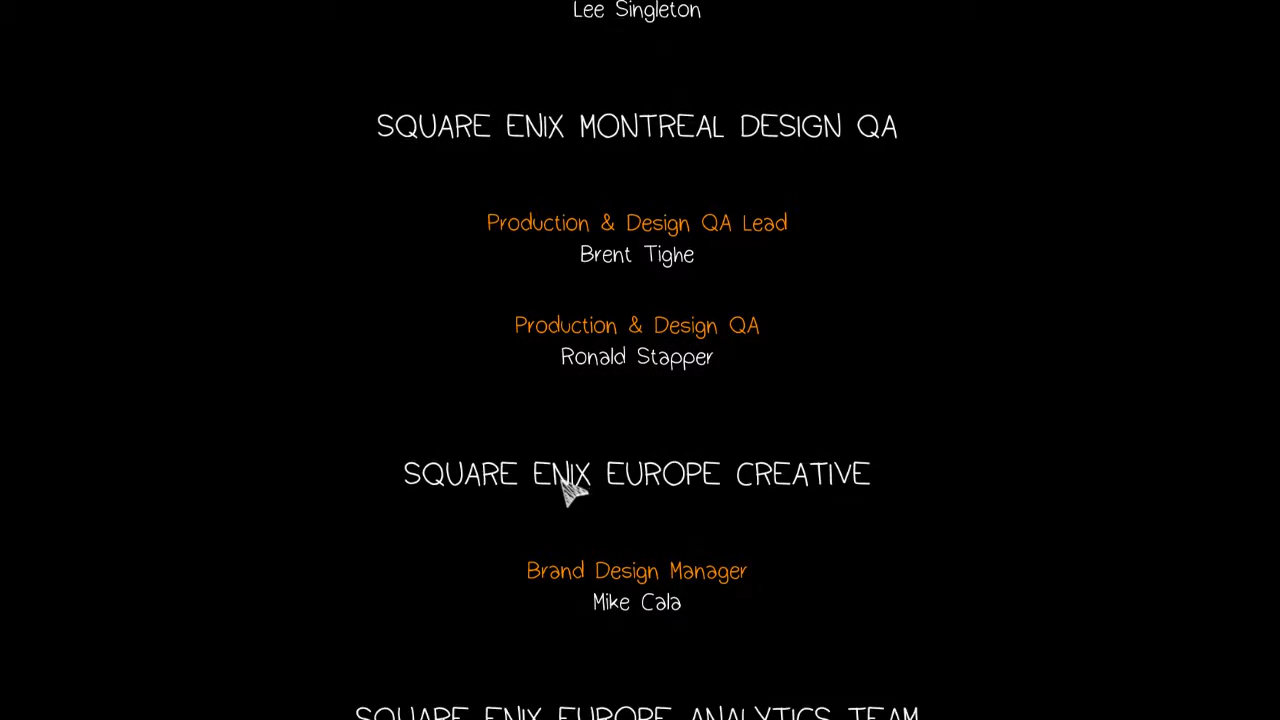 Lee Singleton
SQUARE ENIX MONTREAL DESIGN QA
Production & Design QA Lead
Brent Tighe
Production & Design QA
Ronald Stapper
SQUARE ENIX EUROPE CREATIVE
Brand Design Manager
Mike Cala
SQUARE ENIX EUROPE ANALYTICS TEAM